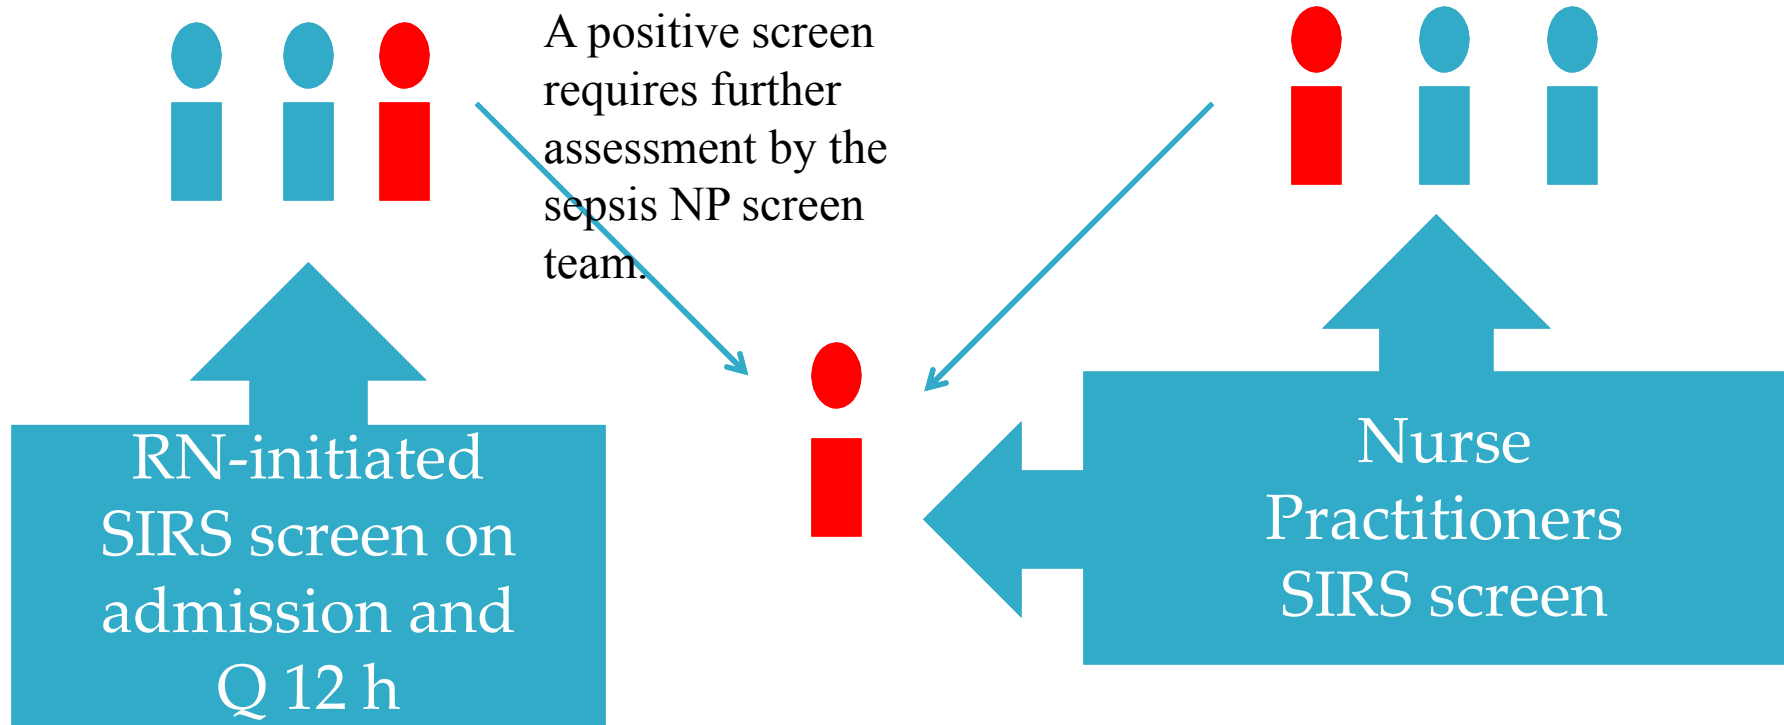 A positive screen
requires further
assessment by the
sepsis NP screen
team.
RN-initiated
SIRS screen on
admission and
Q 12 h
Nurse
Practitioners
SIRS screen